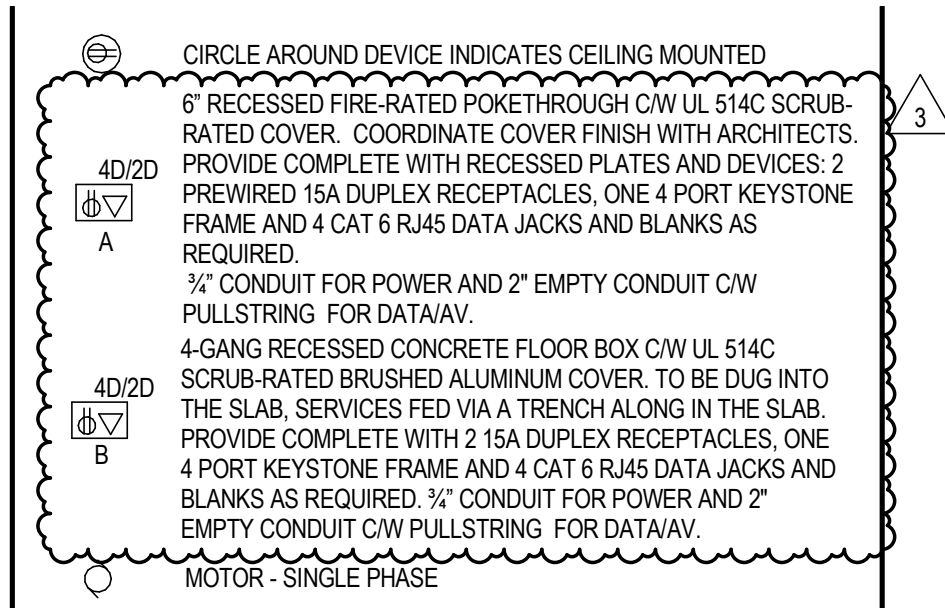 CIRCLE AROUND DEVICE INDICATES CEILING MOUNTED
6” RECESSED FIRE-RATED POKETHROUGH C/W UL 514C SCRUB-
RATED COVER.  COORDINATE COVER FINISH WITH ARCHITECTS.
3
4D/2D
A
PROVIDE COMPLETE WITH RECESSED PLATES AND DEVICES: 2
PREWIRED 15A DUPLEX RECEPTACLES, ONE 4 PORT KEYSTONE
FRAME AND 4 CAT 6 RJ45 DATA JACKS AND BLANKS AS
REQUIRED.
¾” CONDUIT FOR POWER AND 2" EMPTY CONDUIT C/W
PULLSTRING  FOR DATA/AV.
4D/2D
B
4-GANG RECESSED CONCRETE FLOOR BOX C/W UL 514C
SCRUB-RATED BRUSHED ALUMINUM COVER. TO BE DUG INTO
THE SLAB, SERVICES FED VIA A TRENCH ALONG IN THE SLAB.
PROVIDE COMPLETE WITH 2 15A DUPLEX RECEPTACLES, ONE
4 PORT KEYSTONE FRAME AND 4 CAT 6 RJ45 DATA JACKS AND
BLANKS AS REQUIRED. ¾” CONDUIT FOR POWER AND 2"
EMPTY CONDUIT C/W PULLSTRING  FOR DATA/AV.
MOTOR - SINGLE PHASE